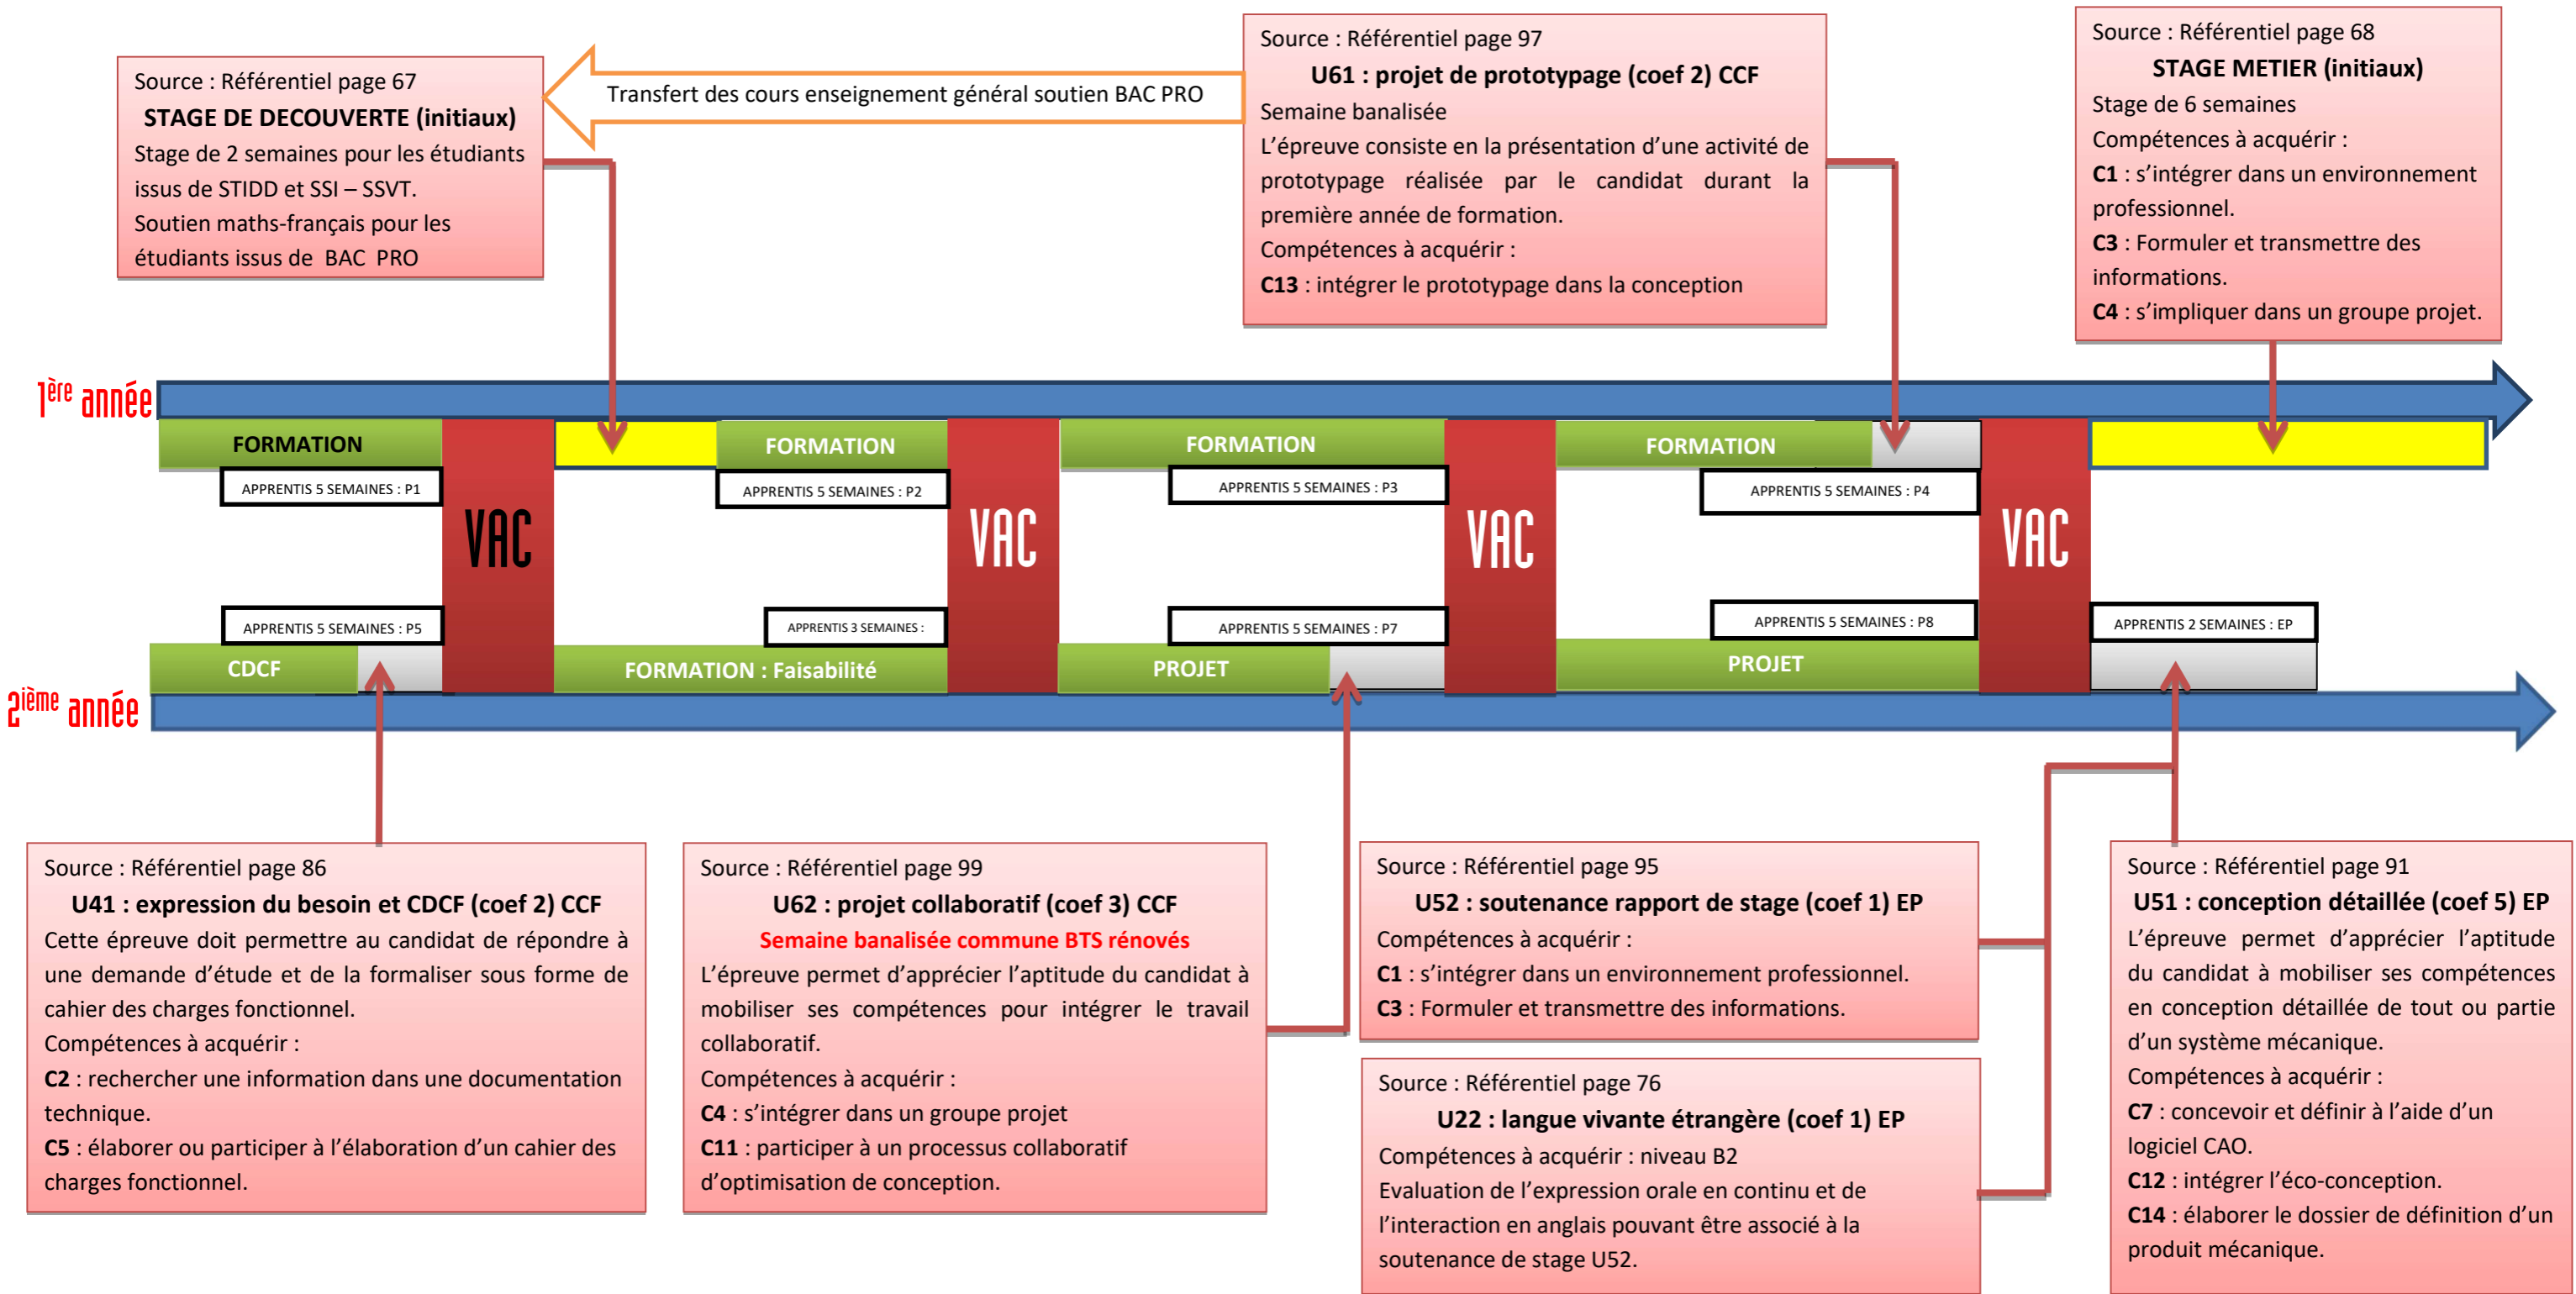 Source : Référentiel page 67
STAGE DE DECOUVERTE (initiaux)
Stage de 2 semaines pour les étudiants
issus de STIDD et SSI – SSVT.
Soutien maths-français pour les
étudiants issus de BAC PRO
Transfert des cours enseignement général soutien BAC PRO
Source : Référentiel page 97
U61 : projet de prototypage (coef 2) CCF
Semaine banalisée
L’épreuve consiste en la présentation d’une activité de
prototypage réalisée par le candidat durant la
première année de formation.
Compétences à acquérir :
C13 : intégrer le prototypage dans la conception
Source : Référentiel page 68
STAGE METIER (initiaux)
Stage de 6 semaines
Compétences à acquérir :
C1 : s’intégrer dans un environnement
professionnel.
C3 : Formuler et transmettre des
informations.
C4 : s’impliquer dans un groupe projet.
1ère année
FORMATION
FORMATION
FORMATION
FORMATION
APPRENTIS 5 SEMAINES : P1
APPRENTIS 5 SEMAINES : P2
APPRENTIS 5 SEMAINES : P3
APPRENTIS 5 SEMAINES : P4
VAC
VAC
VAC
VAC
APPRENTIS 5 SEMAINES : P5
APPRENTIS 3 SEMAINES :
APPRENTIS 5 SEMAINES : P7
APPRENTIS 5 SEMAINES : P8
APPRENTIS 2 SEMAINES : EP
CDCF
FORMATION : Faisabilité
PROJET
PROJET
2ième année
Source : Référentiel page 86
U41 : expression du besoin et CDCF (coef 2) CCF
Cette épreuve doit permettre au candidat de répondre à
une demande d’étude et de la formaliser sous forme de
cahier des charges fonctionnel.
Compétences à acquérir :
C2 : rechercher une information dans une documentation
technique.
C5 : élaborer ou participer à l’élaboration d’un cahier des
charges fonctionnel.
Source : Référentiel page 99
U62 : projet collaboratif (coef 3) CCF
Semaine banalisée commune BTS rénovés
L’épreuve permet d’apprécier l’aptitude du candidat à
mobiliser ses compétences pour intégrer le travail
collaboratif.
Compétences à acquérir :
C4 : s’intégrer dans un groupe projet
C11 : participer à un processus collaboratif
d’optimisation de conception.
Source : Référentiel page 95
U52 : soutenance rapport de stage (coef 1) EP
Compétences à acquérir :
C1 : s’intégrer dans un environnement professionnel.
C3 : Formuler et transmettre des informations.
Source : Référentiel page 76
U22 : langue vivante étrangère (coef 1) EP
Compétences à acquérir : niveau B2
Evaluation de l’expression orale en continu et de
l’interaction en anglais pouvant être associé à la
soutenance de stage U52.
Source : Référentiel page 91
U51 : conception détaillée (coef 5) EP
L’épreuve permet d’apprécier l’aptitude
du candidat à mobiliser ses compétences
en conception détaillée de tout ou partie
d’un système mécanique.
Compétences à acquérir :
C7 : concevoir et définir à l’aide d’un
logiciel CAO.
C12 : intégrer l’éco-conception.
C14 : élaborer le dossier de définition d’un
produit mécanique.